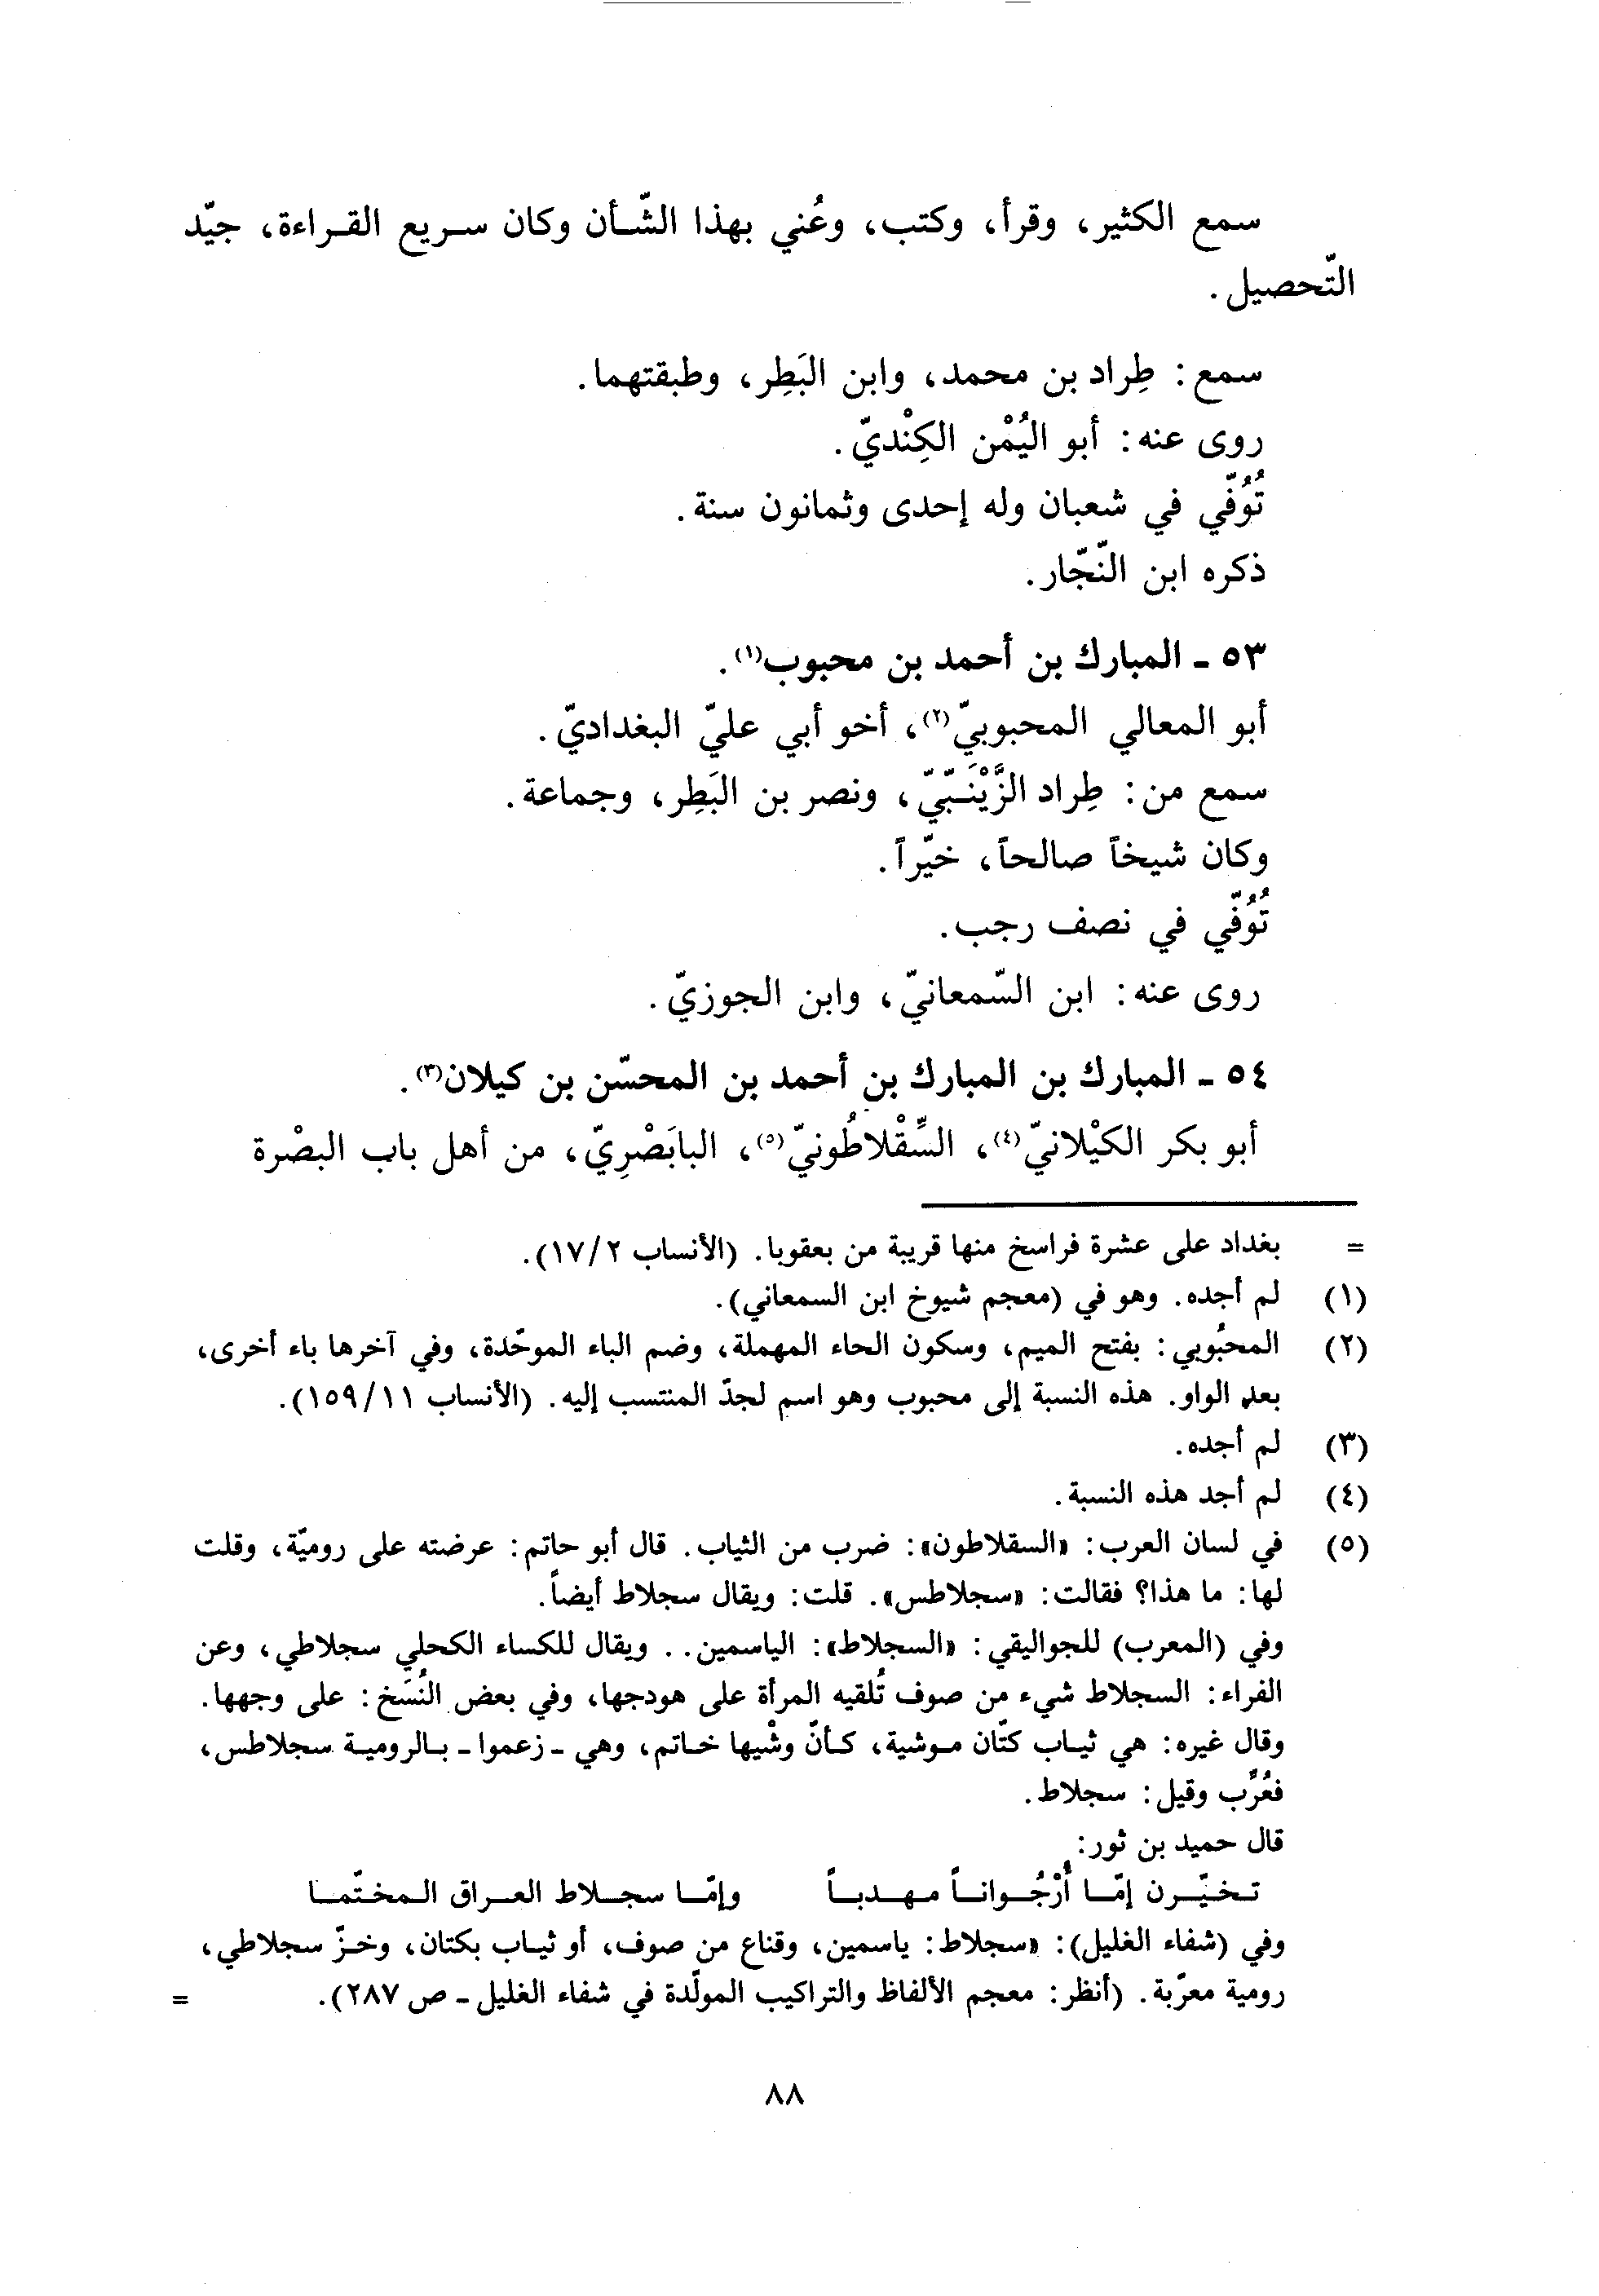 سمع الكثير، وقرأ، وكتب، وعُني بهذا الشّأن وكان سريع القراءة، جيّد
التّحصيل.
سمع: طِراد بن محمد، وابن البَطِر، وطبقتهما.
روى عنه: أبو اليُمْن الكِنْديّ.
تُوُفّي في شعبان وله إحدى وثمانون سنة.
ذكره ابن النّجّار.
٥٣ - المبارك بن أحمد بن محبوب(١).
أبو المعالي المحبوبيّ(٢)، أخو أبي عليّ البغداديّ.
سمع من: طِراد الزَّيْنَبّيّ، ونصر بن البَطِر، وجماعة.
وكان شيخاً صالحاً، خيّراً.
تُوُفّي في نصف رجب.
روى عنه: ابن السّمعانيّ، وابن الجوزيّ.
٥٤ - المبارك بن المبارك بن أحمد بن المحسّن بن كيلان(٣).
أبو بكر الكيْلانيّ(٤)، السِّقْلاطُونيّ(٥)، البابَصْرِيّ، من أهل باب البصْرة
= بغداد على عشرة فراسخ منها قريبة من بعقوبا. (الأنساب ١٧/٢).
(١) لم أجده. وهو في (معجم شيوخ ابن السمعاني).
(٢) المحبُوبي: بفتح الميم، وسكون الحاء المهملة، وضم الباء الموحّدة، وفي آخرها باء أخرى،
بعد الواو. هذه النسبة إلى محبوب وهو اسم لجدّ المنتسب إليه. (الأنساب ١٥٩/١١).
(٣) لم أجده.
(٤) لم أجد هذه النسبة.
(٥) في لسان العرب: «السقلاطون»: ضرب من الثياب. قال أبو حاتم: عرضته على روميّة، وقلت
لها: ما هذا؟ فقالت: «سجلاطس». قلت: ويقال سجلاط أيضاً.
وفي (المعرب) للجواليقي: «السجلاط»: الياسمين.. ويقال للكساء الكحلي سجلاطي، وعن
الفراء: السجلاط شيء من صوف تُلقيه المرأة على هودجها، وفي بعض النُسَخ: على وجهها.
وقال غيره: هي ثياب كتّان موشية، كأنّ وشْيها خاتم، وهي - زعموا - بالرومية سجلاطس،
فعُرِّب وقيل: سجلاط.
قال حميد بن ثور:
تخيّرن إمّا أُرْجُواناً مهدباً وإمّا سجلاط العراق المختّما
وفي (شفاء الغليل): «سجلاط: ياسمين، وقناع من صوف، أو ثياب بكتان، وخزّ سجلاطي،
رومية معرّبة. (أنظر: معجم الألفاظ والتراكيب المولّدة في شفاء الغليل - ص ٢٨٧). =
٨٨